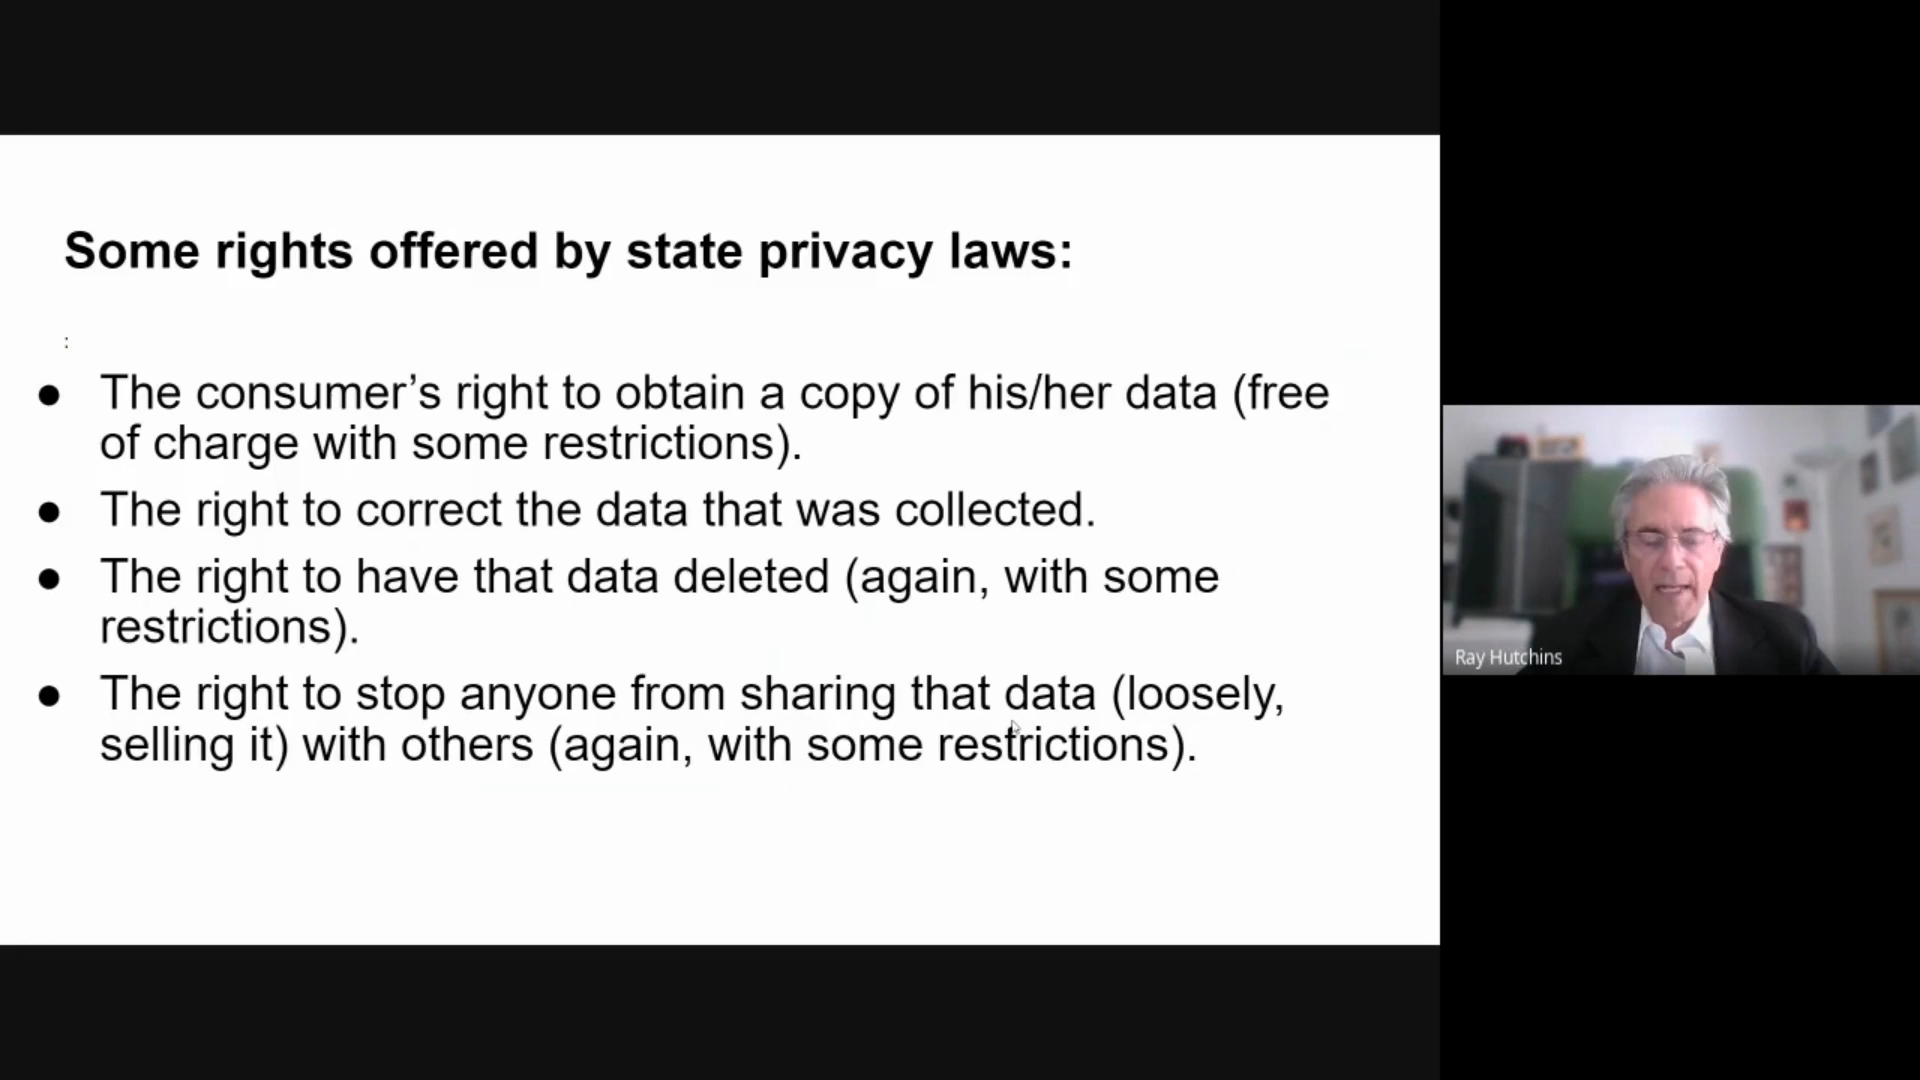 Some rights offered by state privacy laws:
:
● The consumer’s right to obtain a copy of his/her data (free
of charge with some restrictions).
● The right to correct the data that was collected.
● The right to have that data deleted (again, with some
restrictions).
● The right to stop anyone from sharing that data (loosely,
selling it) with others (again, with some restrictions).
Ray Hutchins